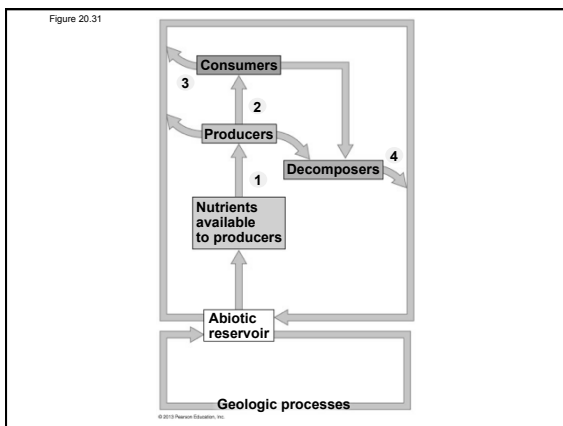 Figure 20.31
Consumers
3
2
Producers
4
Decomposers
1
Nutrients
available
to producers
Abiotic
reservoir
Geologic processes
© 2013 Pearson Education, Inc.